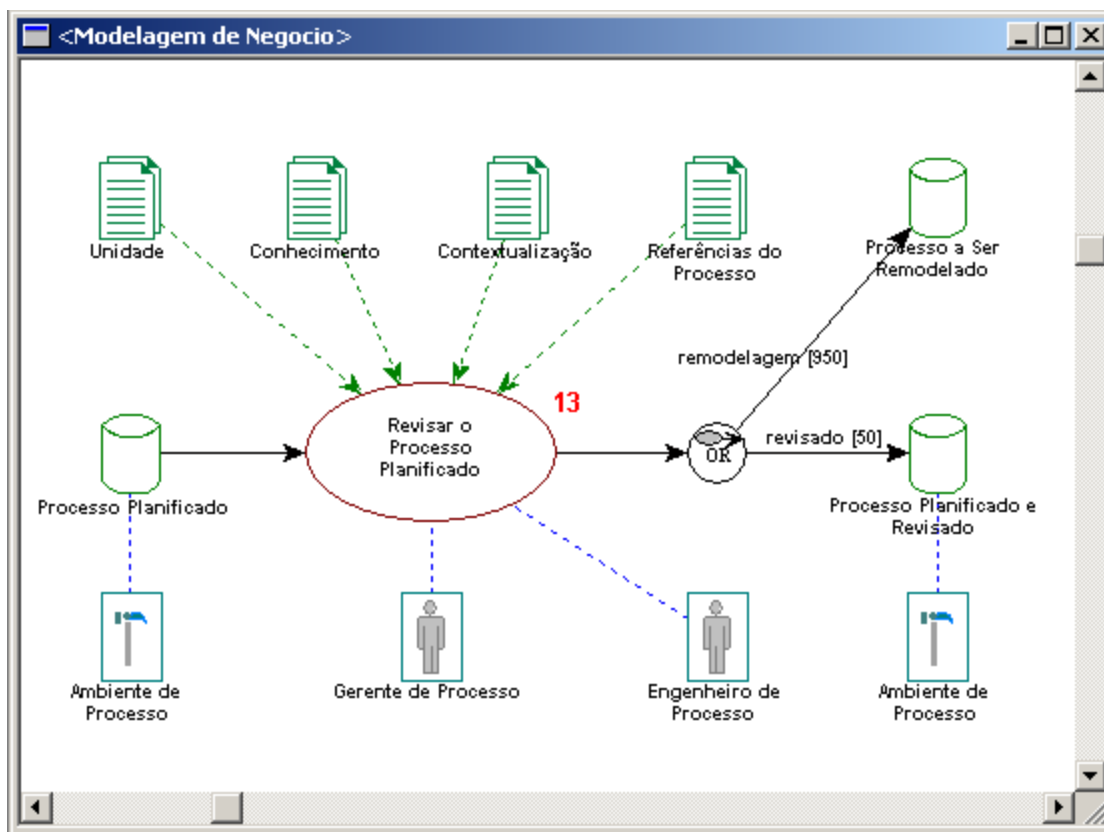 <Modelagem de Negocio>
Unidade
Conhecimento
Contextualização
Referências do
Processo
Processo a Ser
Remodelado
remodelagem [950]
13
Revisar o
Processo
Planificado
OR
revisado [50]
Processo Planificado
Processo Planificado e
Revisado
Ambiente de
Processo
Gerente de Processo
Engenheiro de
Processo
Ambiente de
Processo